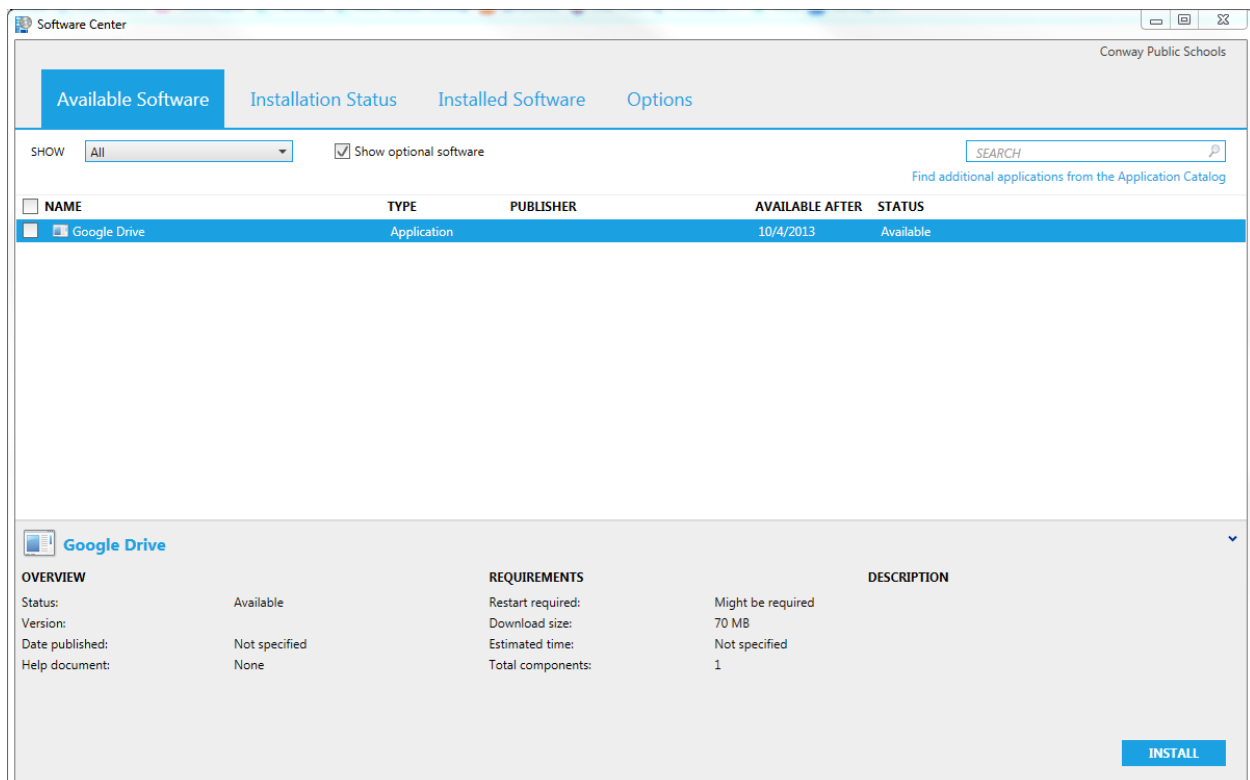 Software Center
Conway Public Schools
Available Software Installation Status Installed Software Options
SHOW All Show optional software SEARCH
Find additional applications from the Application Catalog
NAME TYPE PUBLISHER AVAILABLE AFTER STATUS
Google Drive Application 10/4/2013 Available
Google Drive
OVERVIEW REQUIREMENTS DESCRIPTION
Status: Available Restart required: Might be required
Version: Download size: 70 MB
Date published: Not specified Estimated time: Not specified
Help document: None Total components: 1
INSTALL